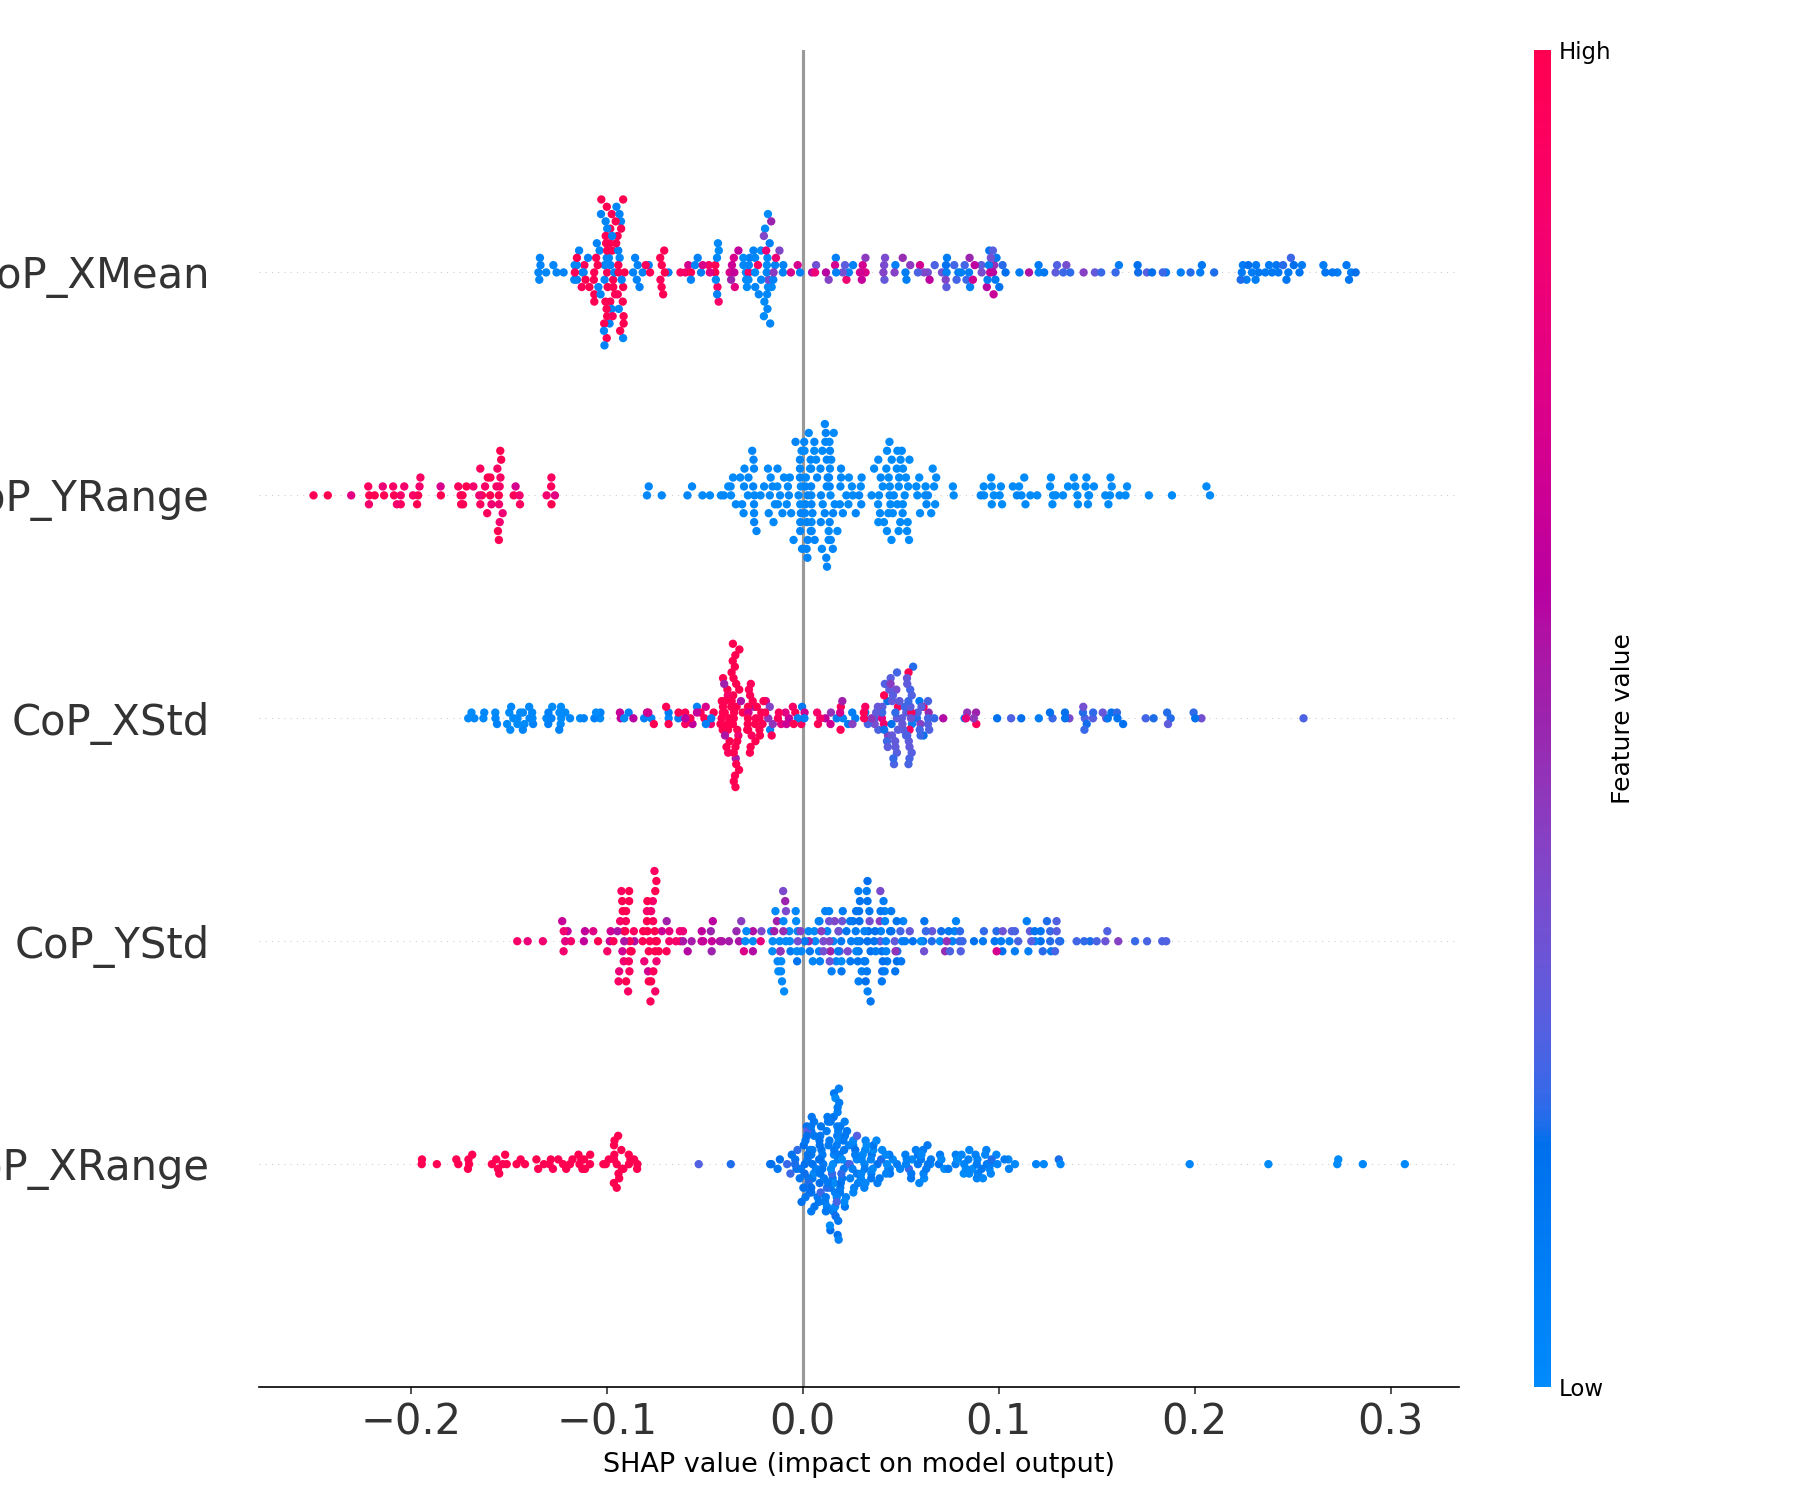 High
oP_XMean
oP_YRange
CoP_XStd
Feature value
CoP_YStd
P_XRange
Low
−0.2 −0.1 0.0 0.1 0.2 0.3
SHAP value (impact on model output)